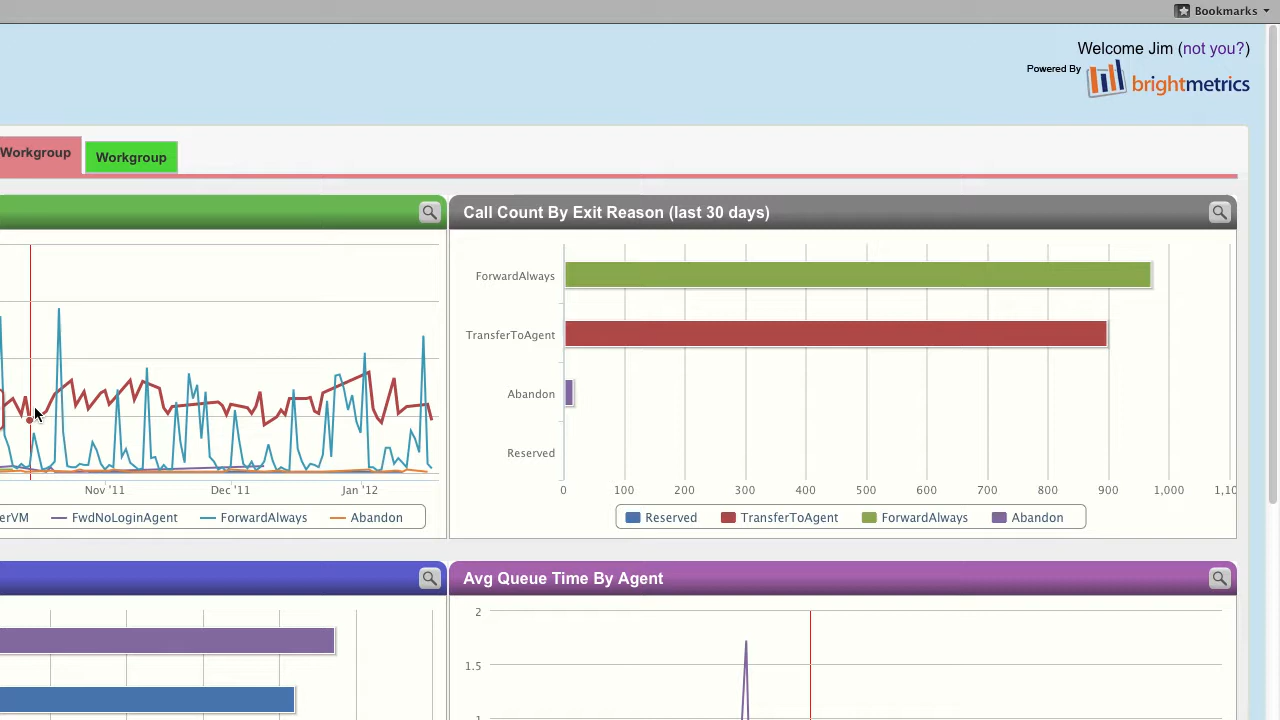 Bookmarks
Welcome Jim (not you?)
Powered By
brightmetrics
Workgroup
Workgroup
Call Count By Exit Reason (last 30 days)
ForwardAlways
TransferToAgent
Abandon
Reserved
0 100 200 300 400 500 600 700 800 900 1,000 1,10
Reserved TransferToAgent ForwardAlways Abandon
Nov '11 Dec '11 Jan '12
erVM FwdNoLoginAgent ForwardAlways Abandon
Avg Queue Time By Agent
2
1.5
1